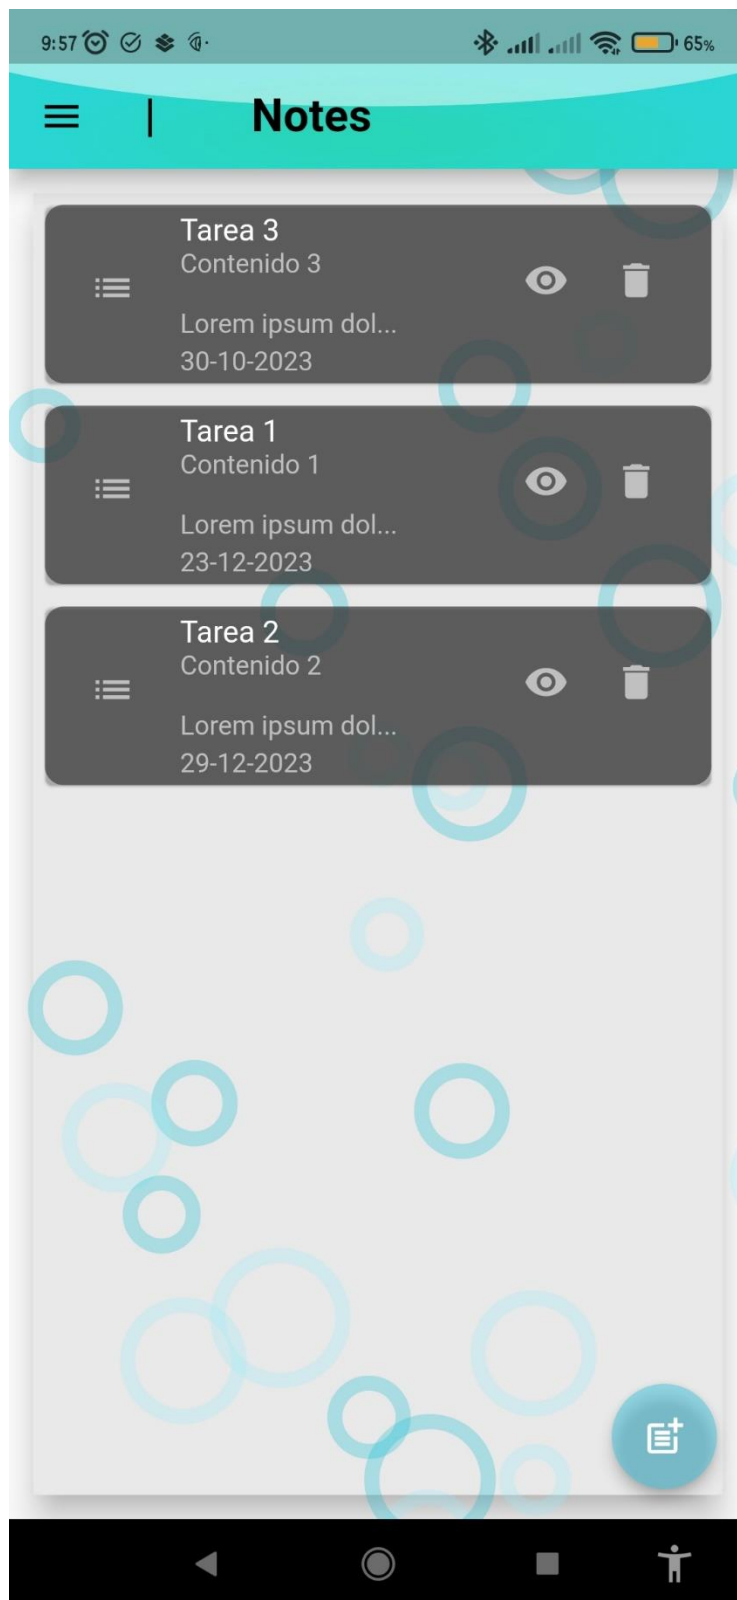 9:57 65%
Notes
Tarea 3
Contenido 3
Lorem ipsum dol...
30-10-2023
Tarea 1
Contenido 1
Lorem ipsum dol...
23-12-2023
Tarea 2
Contenido 2
Lorem ipsum dol...
29-12-2023